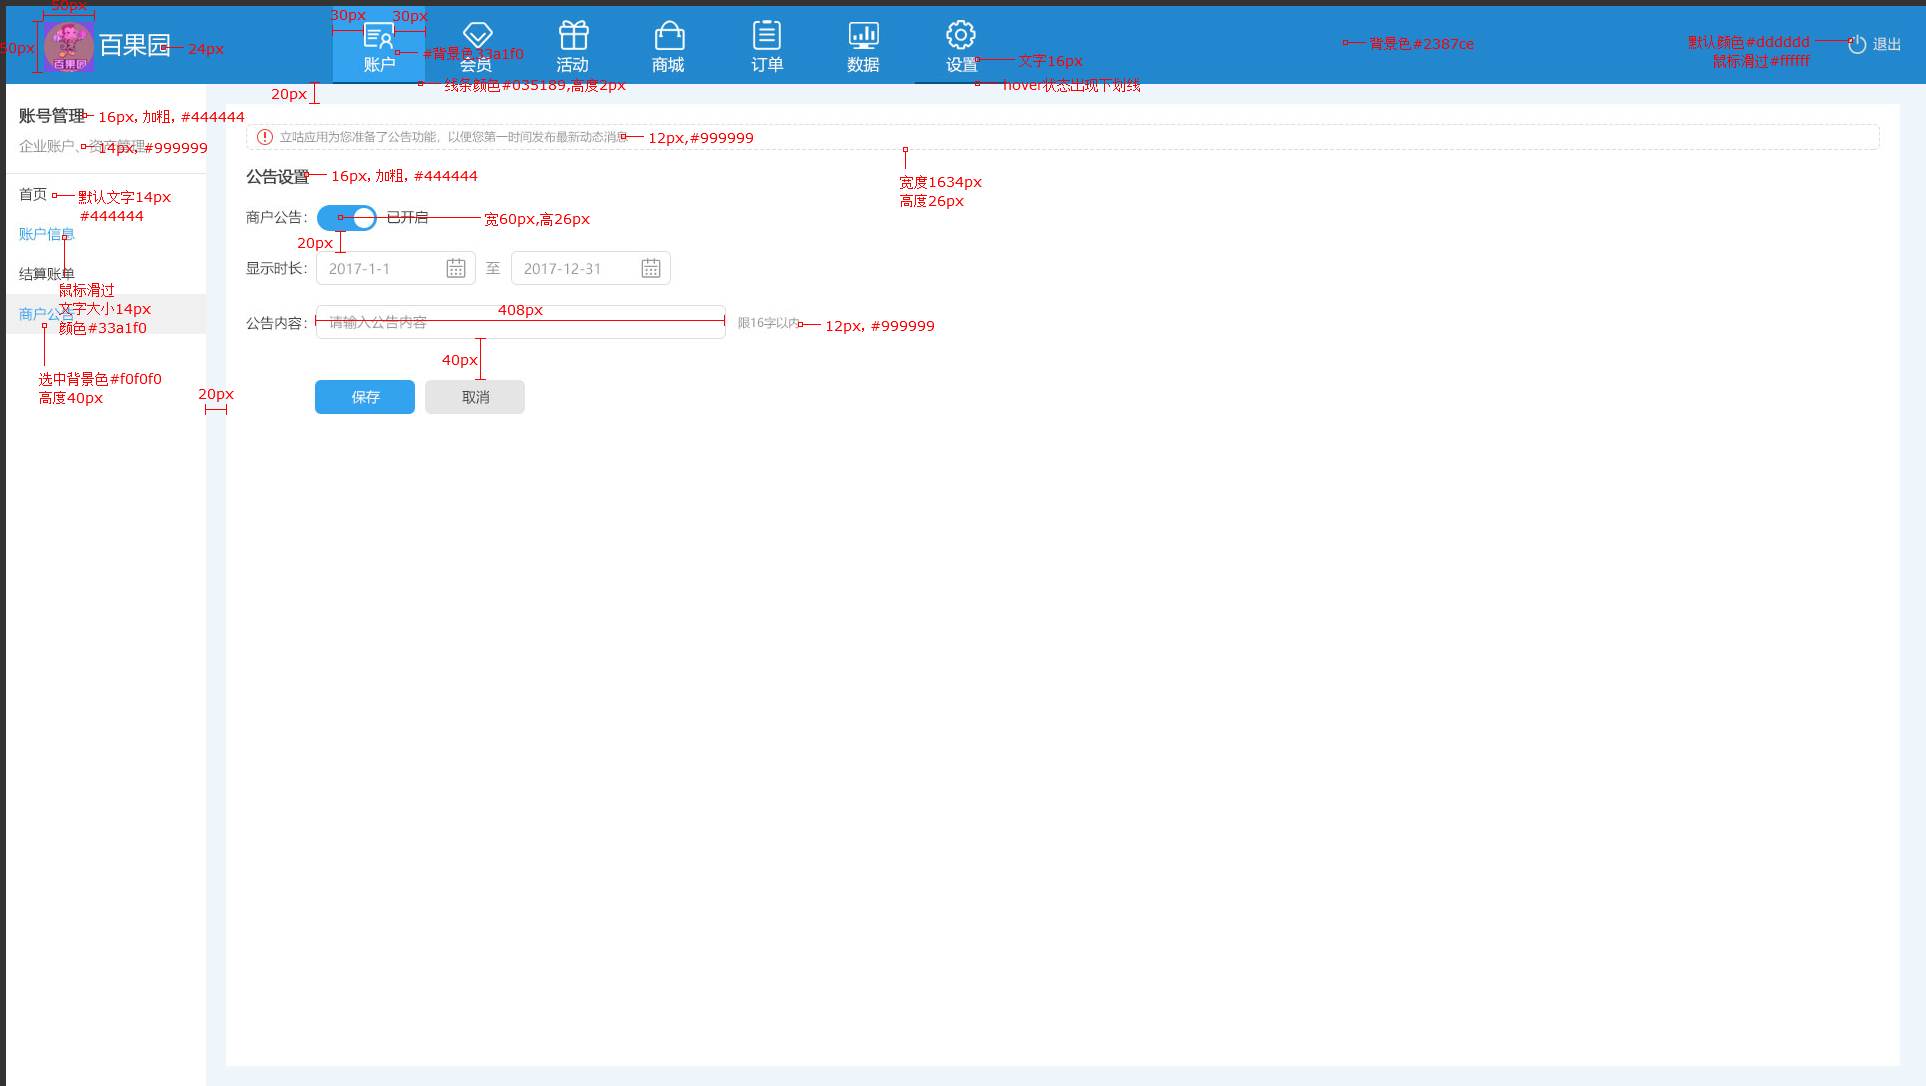 50px
50px
百果园
百果园
24px
30px
30px
账户
#背景色33a1f0
会员
活动
商城
订单
数据
设置
文字16px
背景色#2387ce
默认颜色#dddddd
鼠标滑过#ffffff
退出
线条颜色#035189,高度2px
hover状态出现下划线
20px
账号管理
16px, 加粗, #444444
企业账户、资产管理
14px, #999999
首页
默认文字14px
#444444
账户信息
结算账单
鼠标滑过
文字大小14px
颜色#33a1f0
商户公告
选中背景色#f0f0f0
高度40px
20px
立咕应用为您准备了公告功能，以便您第一时间发布最新动态消息
12px,#999999
宽度1634px
高度26px
公告设置
16px, 加粗, #444444
商户公告：
已开启
宽60px,高26px
20px
显示时长：
2017-1-1
至
2017-12-31
公告内容：
请输入公告内容
408px
限16字以内
12px, #999999
40px
保存
取消